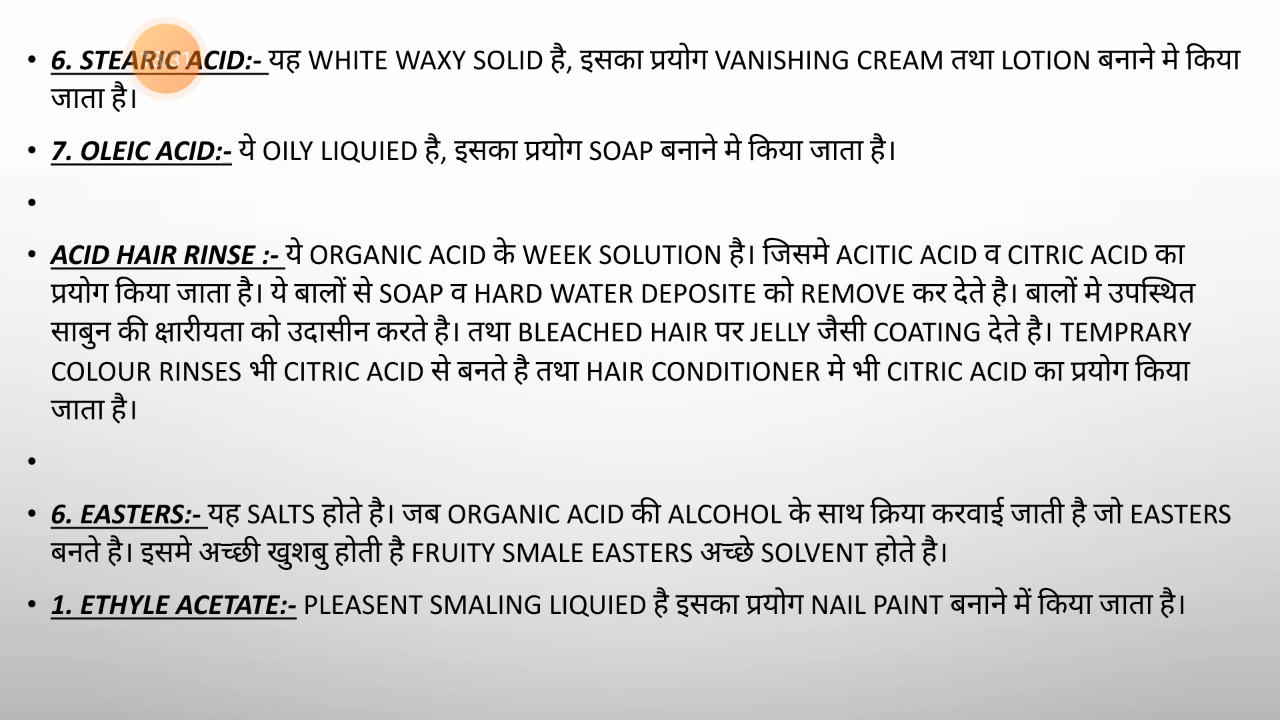 • 6. STEARIC ACID:- यह WHITE WAXY SOLID है, इसका प्रयोग VANISHING CREAM तथा LOTION बनाने मे किया
जाता है।
• 7. OLEIC ACID:- ये OILY LIQUIED है, इसका प्रयोग SOAP बनाने मे किया जाता है।
•
• ACID HAIR RINSE :- ये ORGANIC ACID के WEEK SOLUTION है। जिसमे ACITIC ACID व CITRIC ACID का
प्रयोग किया जाता है। ये बालों से SOAP व HARD WATER DEPOSITE को REMOVE कर देते है। बालों मे उपस्थित
साबुन की क्षारीयता को उदासीन करते है। तथा BLEACHED HAIR पर JELLY जैसी COATING देते है। TEMPRARY
COLOUR RINSES भी CITRIC ACID से बनते है तथा HAIR CONDITIONER मे भी CITRIC ACID का प्रयोग किया
जाता है।
•
• 6. EASTERS:- यह SALTS होते है। जब ORGANIC ACID की ALCOHOL के साथ क्रिया करवाई जाती है जो EASTERS
बनते है। इसमे अच्छी खुशबु होती है FRUITY SMALE EASTERS अच्छे SOLVENT होते है।
• 1. ETHYLE ACETATE:- PLEASENT SMALING LIQUIED है इसका प्रयोग NAIL PAINT बनाने में किया जाता है।